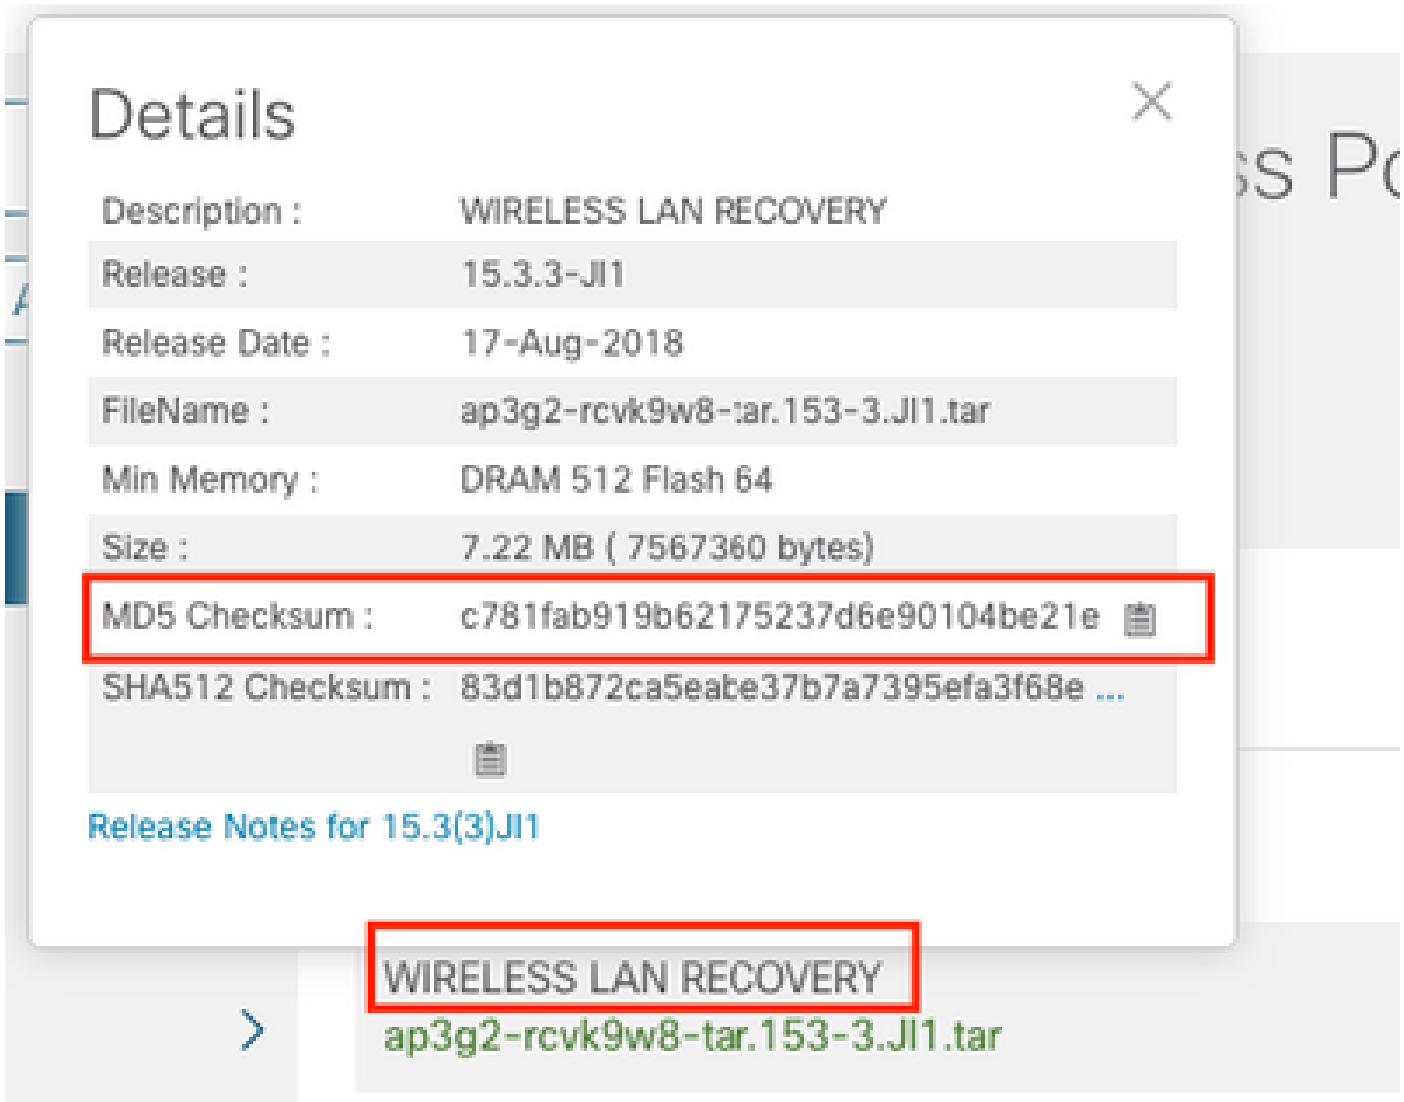 Details
ss Po
Description : WIRELESS LAN RECOVERY
Release : 15.3.3-JI1
Release Date : 17-Aug-2018
FileName : ap3g2-rcvk9w8-tar.153-3.JI1.tar
Min Memory : DRAM 512 Flash 64
A
Size : 7.22 MB ( 7567360 bytes)
MD5 Checksum : c781fab919b62175237d6e90104be21e
SHA512 Checksum : 83d1b872ca5eabe37b7a7395efa3f68e ...
Release Notes for 15.3(3)JI1
WIRELESS LAN RECOVERY
ap3g2-rcvk9w8-tar.153-3.JI1.tar